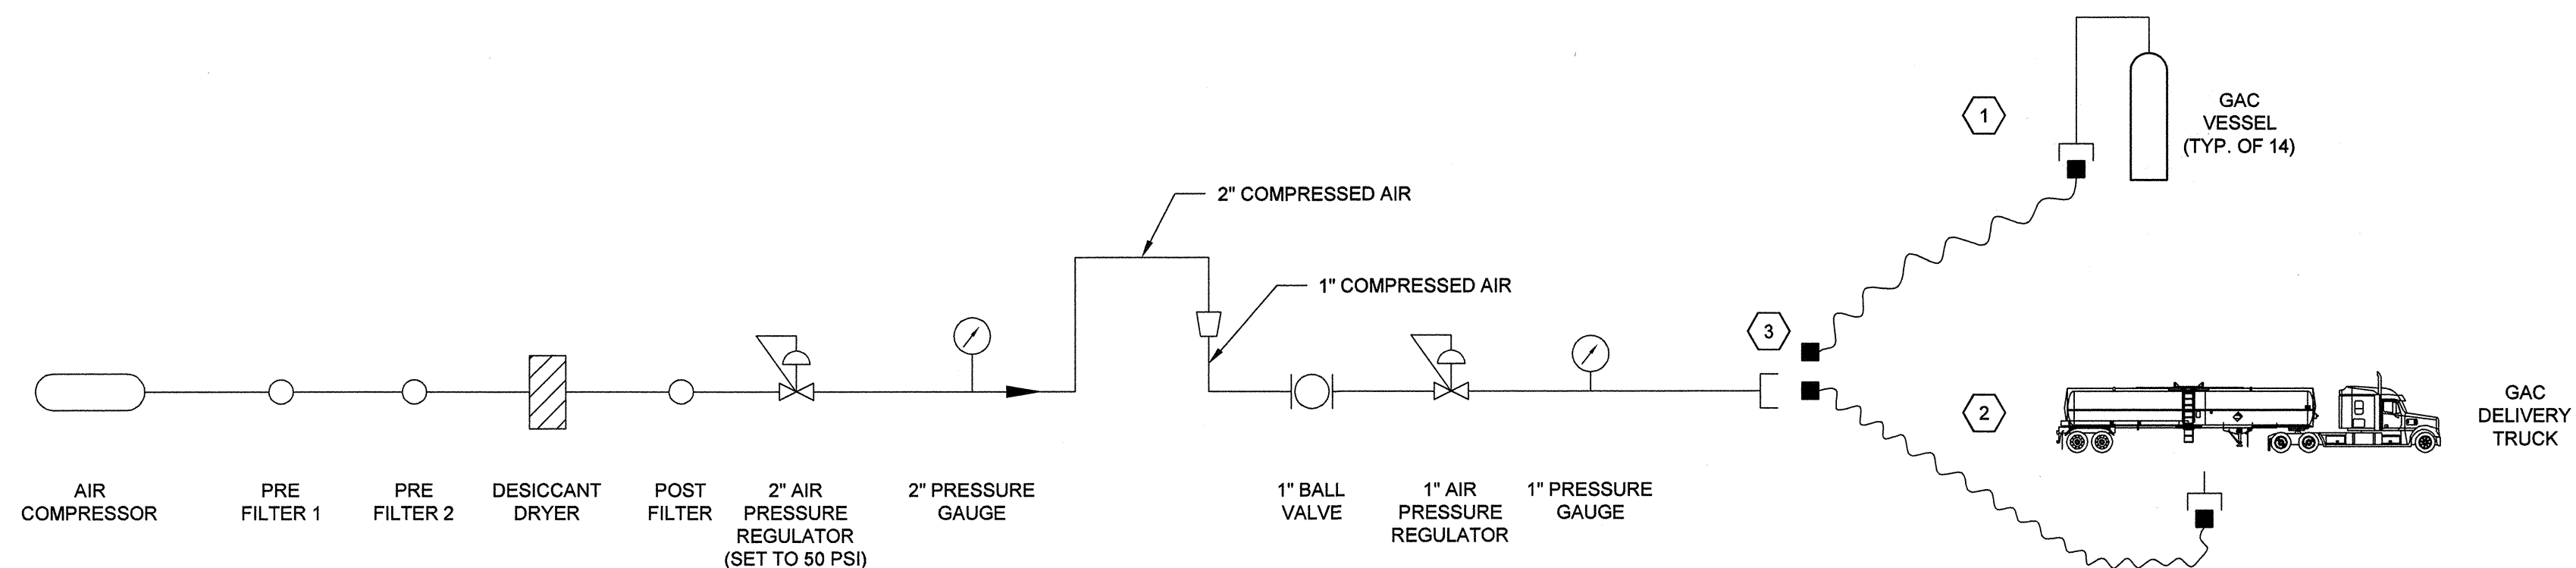 1
GAC
VESSEL
(TYP. OF 14)
2" COMPRESSED AIR
1" COMPRESSED AIR
3
2
GAC
DELIVERY
TRUCK
AIR
COMPRESSOR
PRE
FILTER 1
PRE
FILTER 2
DESICCANT
DRYER
POST
FILTER
2" AIR
PRESSURE
REGULATOR
(SET TO 50 PSI)
2" PRESSURE
GAUGE
1" BALL
VALVE
1" AIR
PRESSURE
REGULATOR
1" PRESSURE
GAUGE